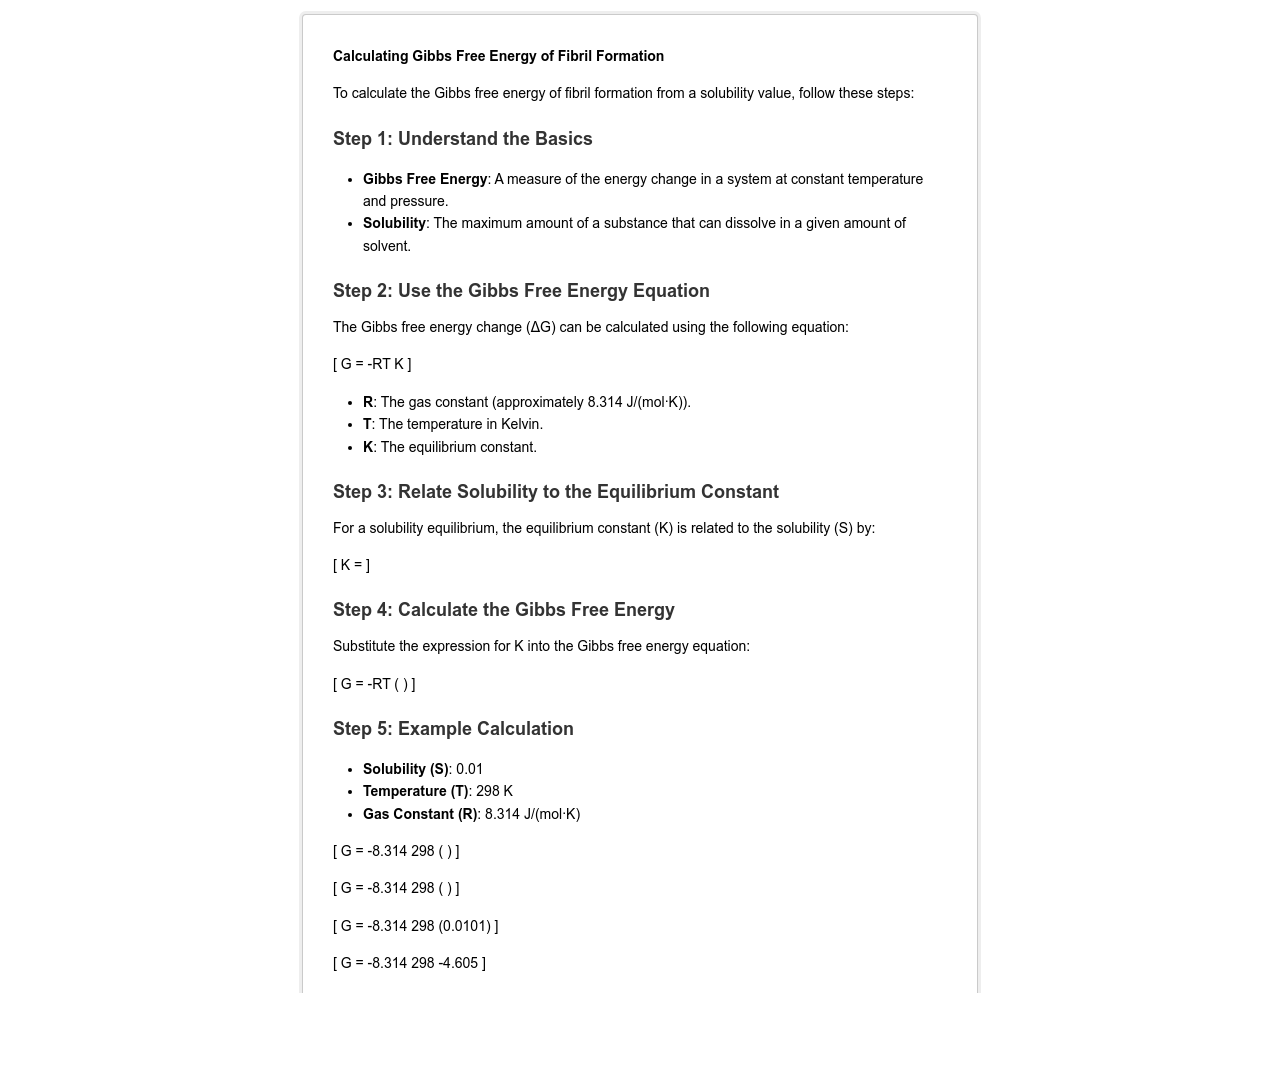 Calculating Gibbs Free Energy of Fibril Formation
To calculate the Gibbs free energy of fibril formation from a solubility value, follow these steps:
Step 1: Understand the Basics
• Gibbs Free Energy: A measure of the energy change in a system at constant temperature
and pressure.
• Solubility: The maximum amount of a substance that can dissolve in a given amount of
solvent.
Step 2: Use the Gibbs Free Energy Equation
The Gibbs free energy change (ΔG) can be calculated using the following equation:
[ G = -RT K ]
• R: The gas constant (approximately 8.314 J/(mol·K)).
• T: The temperature in Kelvin.
• K: The equilibrium constant.
Step 3: Relate Solubility to the Equilibrium Constant
For a solubility equilibrium, the equilibrium constant (K) is related to the solubility (S) by:
[ K = ]
Step 4: Calculate the Gibbs Free Energy
Substitute the expression for K into the Gibbs free energy equation:
[ G = -RT ( ) ]
Step 5: Example Calculation
• Solubility (S): 0.01
• Temperature (T): 298 K
• Gas Constant (R): 8.314 J/(mol·K)
[ G = -8.314 298 ( ) ]
[ G = -8.314 298 ( ) ]
[ G = -8.314 298 (0.0101) ]
[ G = -8.314 298 -4.605 ]